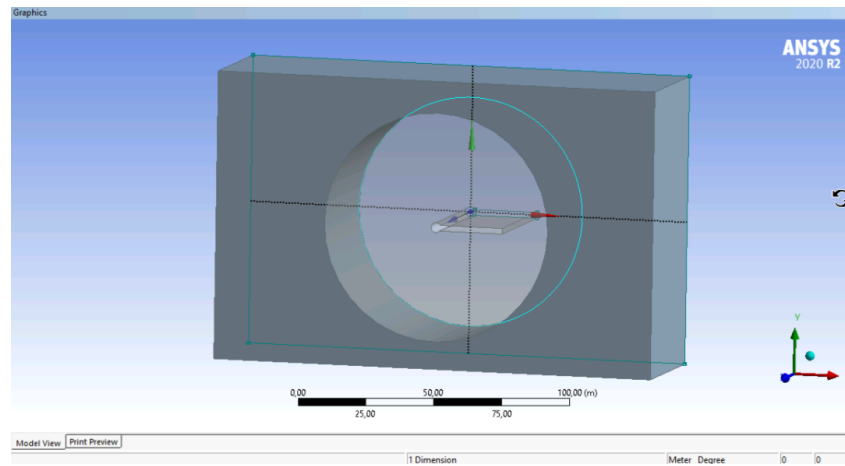 Graphics
ANSYS
2020 R2
Y
0,00 50,00 100,00 (m)
25,00 75,00
Model View Print Preview
1 Dimension Meter Degree 0 0